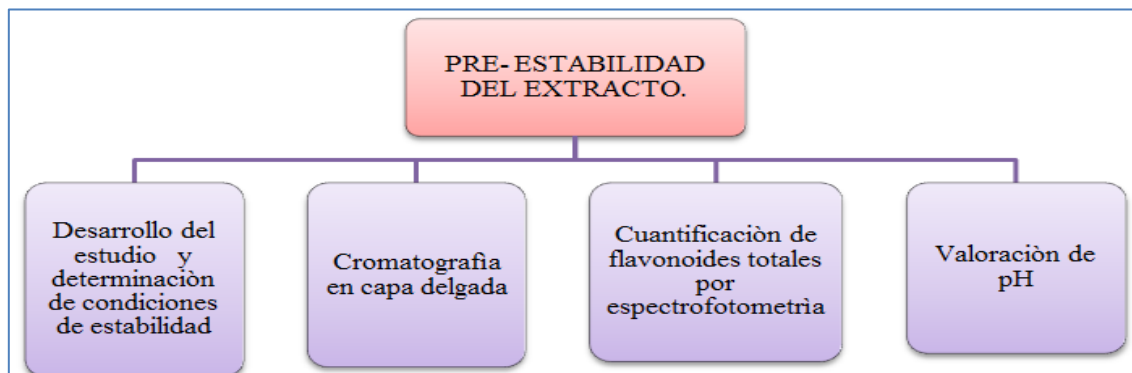 PRE- ESTABILIDAD
DEL EXTRACTO.
Desarrollo del
estudio y
determinaciòn
de condiciones
de estabilidad
Cromatografìa
en capa delgada
Cuantificaciòn de
flavonoides totales
por
espectrofotometrìa
Valoraciòn de
pH